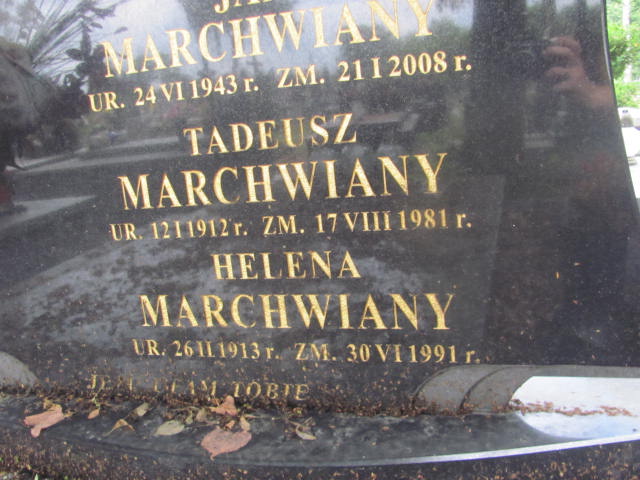 MARCHWIANY
UR. 24 VI 1943 r. ZM. 21 I 2008 r.
TADEUSZ
MARCHWIANY
UR. 12 I 1912 r. ZM. 17 VIII 1981 r.
HELENA
MARCHWIANY
UR. 26 II 1913 r. ZM. 30 VI 1991 r.
UFAM TOBIE